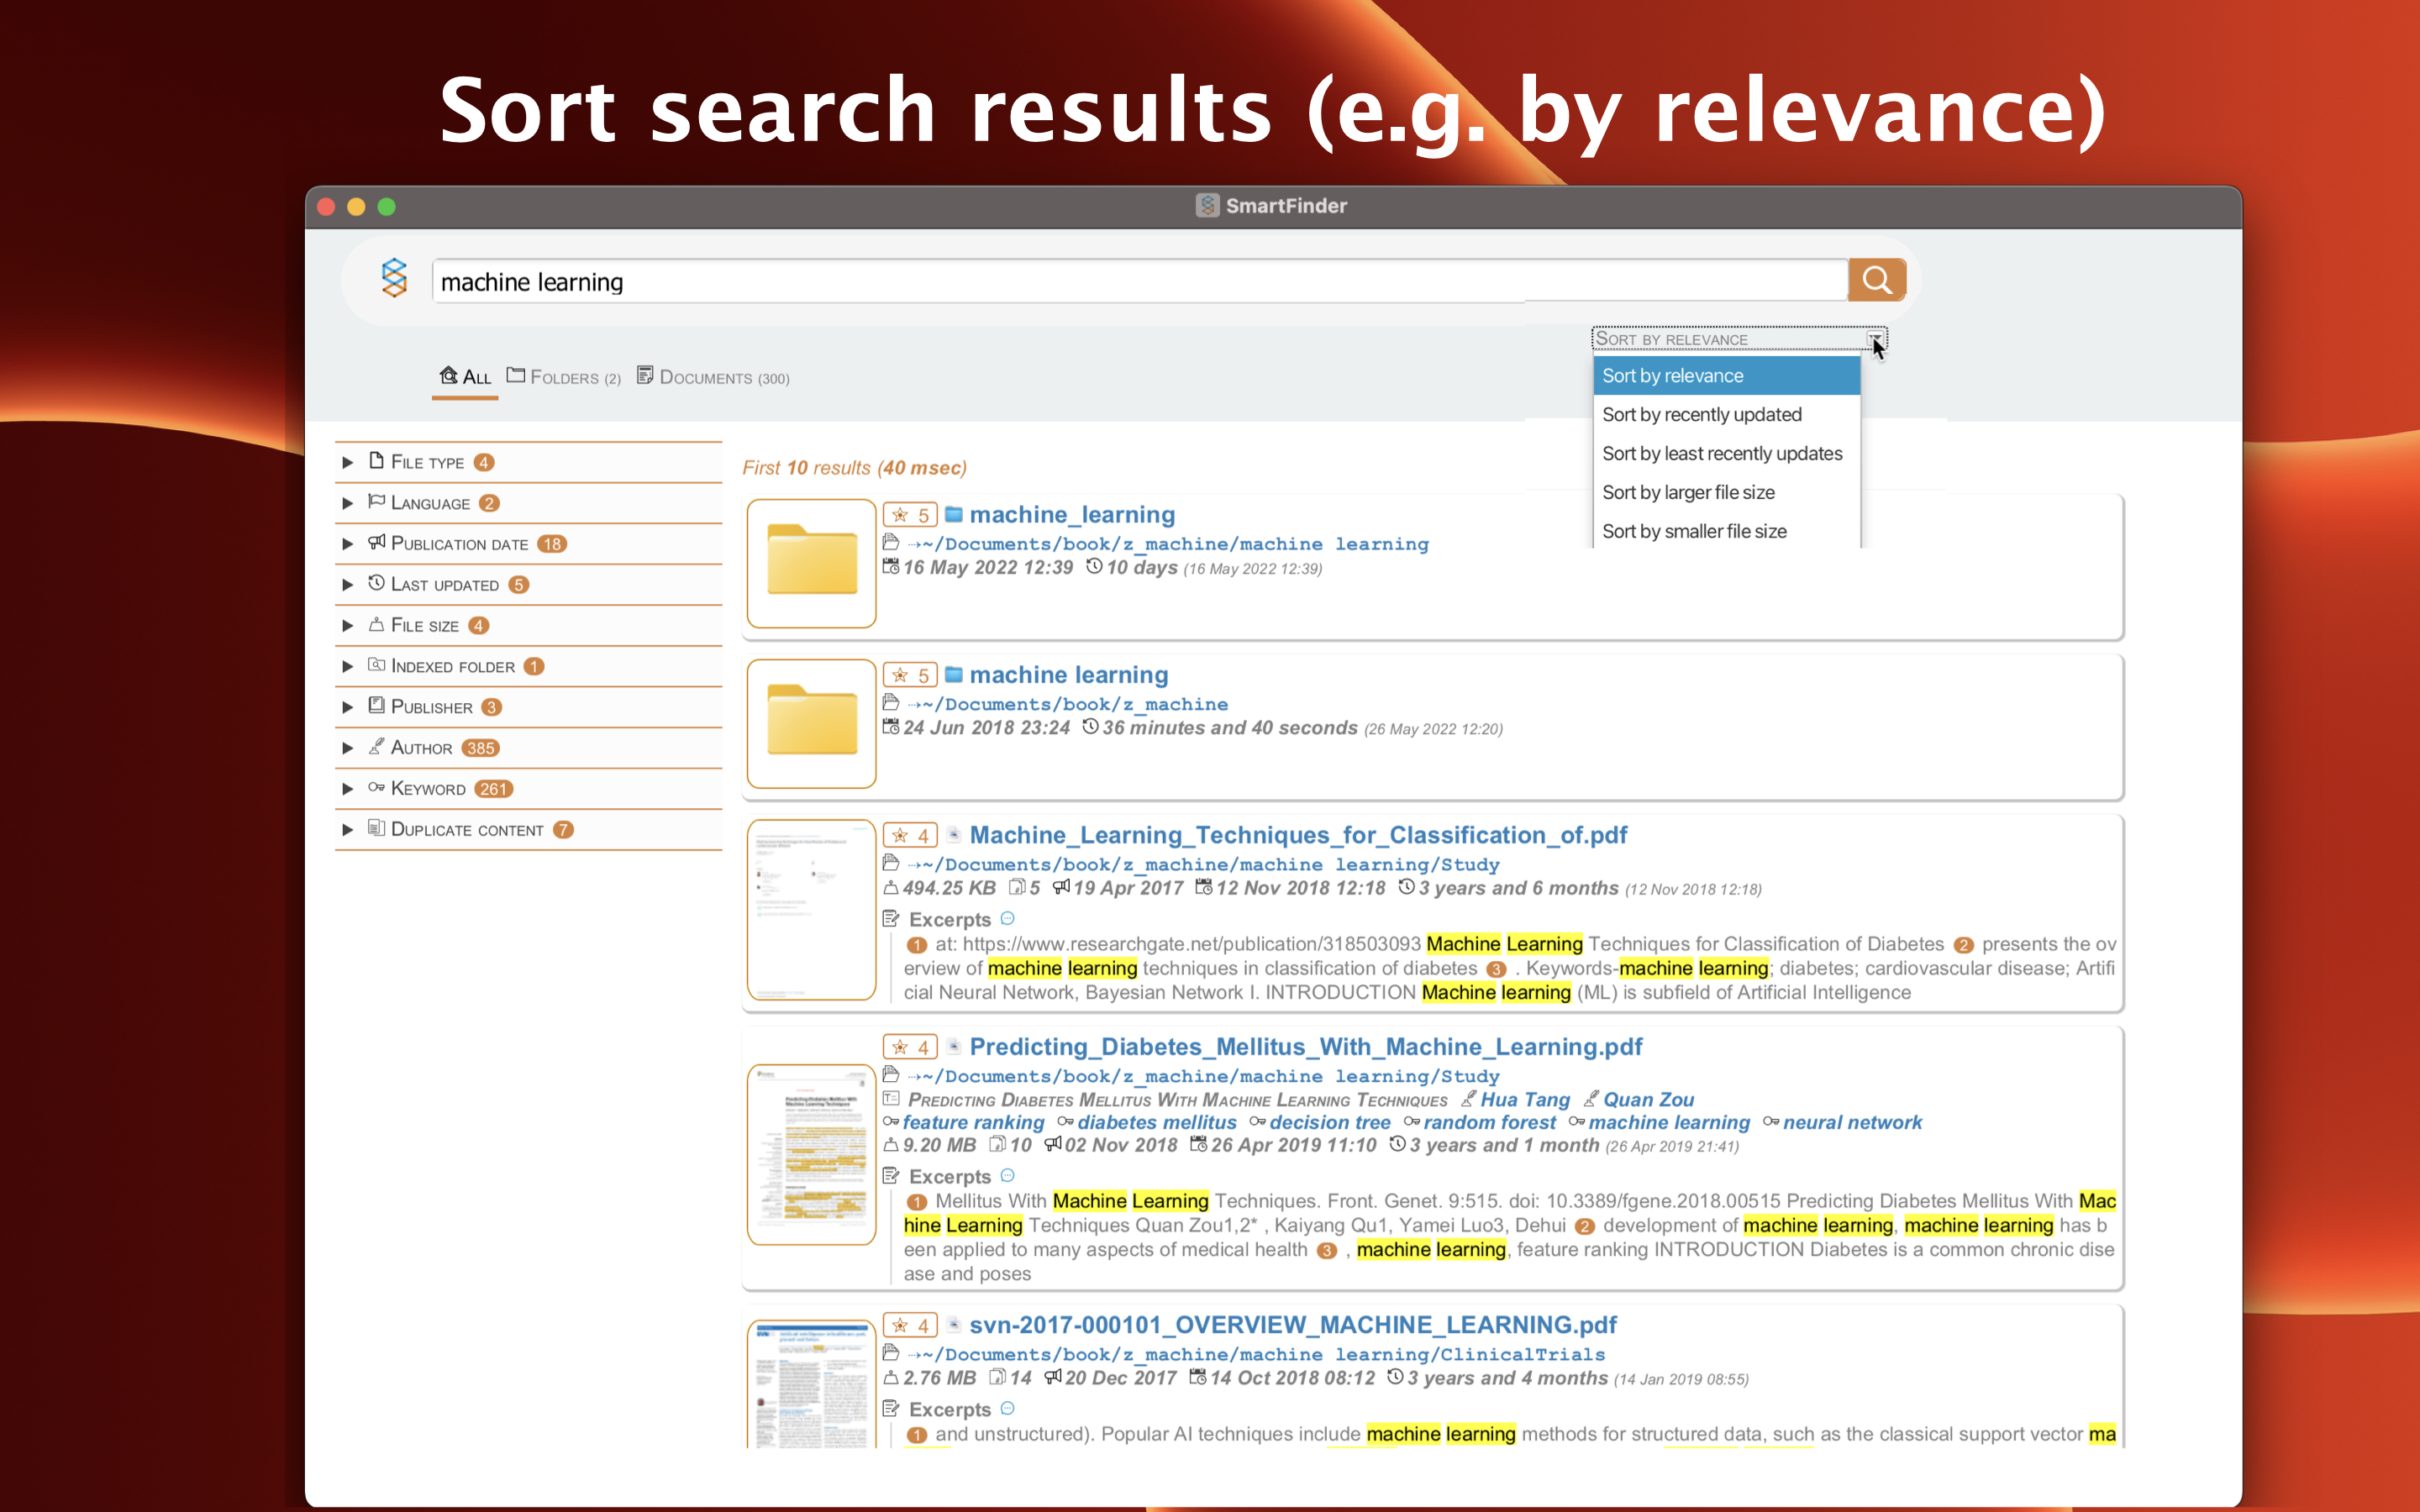 Sort search results (e.g. by relevance)
SmartFinder
machine learning
SORT BY RELEVANCE
Sort by relevance
Sort by recently updated
Sort by least recently updates
Sort by larger file size
Sort by smaller file size
ALL FOLDERS (2) DOCUMENTS (300)
FILE TYPE 4
LANGUAGE 2
PUBLICATION DATE 18
LAST UPDATED 5
FILE SIZE 4
INDEXED FOLDER 1
PUBLISHER 3
AUTHOR 385
KEYWORD 261
DUPLICATE CONTENT 7
First 10 results (40 msec)
5 machine_learning
~/Documents/book/z_machine/machine learning
16 May 2022 12:39 10 days (16 May 2022 12:39)
5 machine learning
~/Documents/book/z_machine
24 Jun 2018 23:24 36 minutes and 40 seconds (26 May 2022 12:20)
4 Machine_Learning_Techniques_for_Classification_of.pdf
~/Documents/book/z_machine/machine learning/Study
494.25 KB 5 19 Apr 2017 12 Nov 2018 12:18 3 years and 6 months (12 Nov 2018 12:18)
Excerpts
1 at: https://www.researchgate.net/publication/318503093 Machine Learning Techniques for Classification of Diabetes 2 presents the ov
erview of machine learning techniques in classification of diabetes 3 . Keywords-machine learning; diabetes; cardiovascular disease; Artifi
cial Neural Network, Bayesian Network I. INTRODUCTION Machine learning (ML) is subfield of Artificial Intelligence
4 Predicting_Diabetes_Mellitus_With_Machine_Learning.pdf
~/Documents/book/z_machine/machine learning/Study
PREDICTING DIABETES MELLITUS WITH MACHINE LEARNING TECHNIQUES Hua Tang Quan Zou
feature ranking diabetes mellitus decision tree random forest machine learning neural network
9.20 MB 10 02 Nov 2018 26 Apr 2019 11:10 3 years and 1 month (26 Apr 2019 21:41)
Excerpts
1 Mellitus With Machine Learning Techniques. Front. Genet. 9:515. doi: 10.3389/fgene.2018.00515 Predicting Diabetes Mellitus With Mac
hine Learning Techniques Quan Zou1,2* , Kaiyang Qu1, Yamei Luo3, Dehui 2 development of machine learning, machine learning has b
een applied to many aspects of medical health 3 , machine learning, feature ranking INTRODUCTION Diabetes is a common chronic dise
ase and poses
4 svn-2017-000101_OVERVIEW_MACHINE_LEARNING.pdf
~/Documents/book/z_machine/machine learning/ClinicalTrials
2.76 MB 14 20 Dec 2017 14 Oct 2018 08:12 3 years and 4 months (14 Jan 2019 08:55)
Excerpts
1 and unstructured). Popular AI techniques include machine learning methods for structured data, such as the classical support vector ma